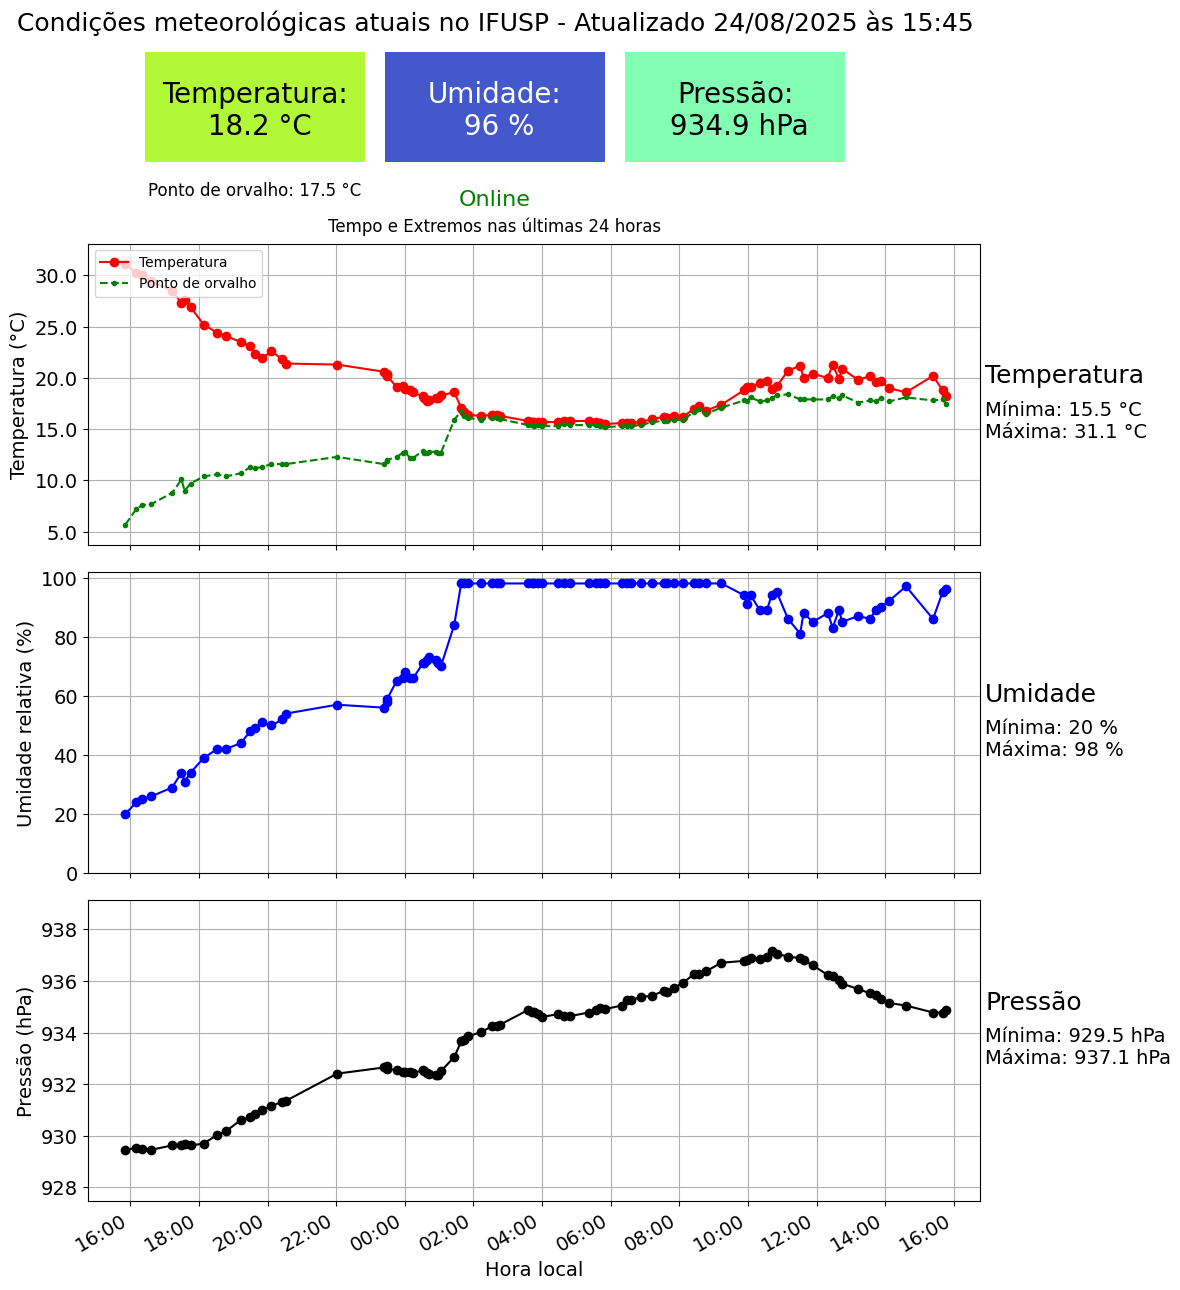 Condições meteorológicas atuais no IFUSP - Atualizado 24/08/2025 às 15:45
Temperatura:
18.2 °C
Umidade:
96 %
Pressão:
934.9 hPa
Ponto de orvalho: 17.5 °C
Online
Tempo e Extremos nas últimas 24 horas
Temperatura
Ponto de orvalho
30.0
25.0
20.0
15.0
10.0
5.0
Temperatura (°C)
Temperatura
Mínima: 15.5 °C
Máxima: 31.1 °C
100
80
60
40
20
0
Umidade relativa (%)
Umidade
Mínima: 20 %
Máxima: 98 %
938
936
934
932
930
928
Pressão (hPa)
Pressão
Mínima: 929.5 hPa
Máxima: 937.1 hPa
16:00 18:00 20:00 22:00 00:00 02:00 04:00 06:00 08:00 10:00 12:00 14:00 16:00
Hora local